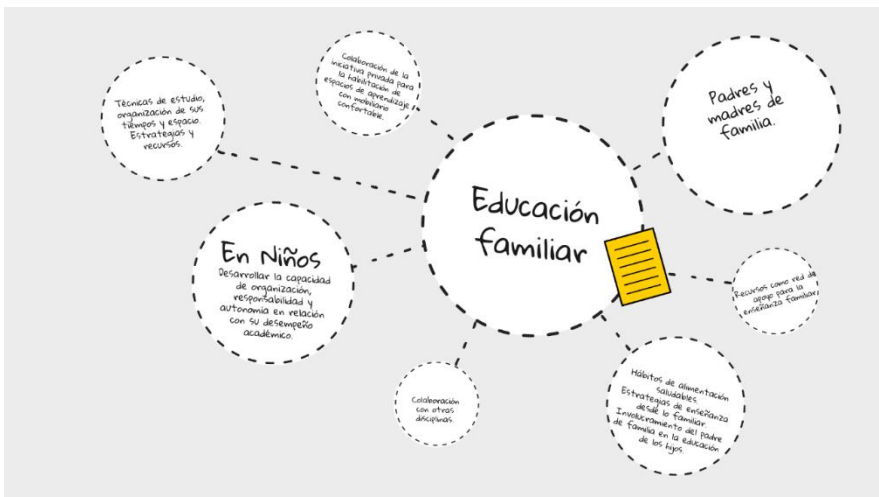 Técnicas de estudio,
organización de sus
tiempos y espacio.
Estrategias y
recursos.
Colaboración de la
iniciativa privada para
la habilitación de
espacios de aprendizaje
con mobiliario
confortable.
Padres y
madres de
familia.
Educación
familiar
En Niños
Desarrollar la capacidad
de organización,
responsabilidad y
autonomía en relación
con su desempeño
académico.
Recursos como red de
apoyo para la
enseñanza familiar,
Colaboración
con otras
disciplinas.
Hábitos de alimentación
saludables.
Estrategias de enseñanza
desde lo familiar.
Involucramiento del padre
de familia en la educación
de los hijos.